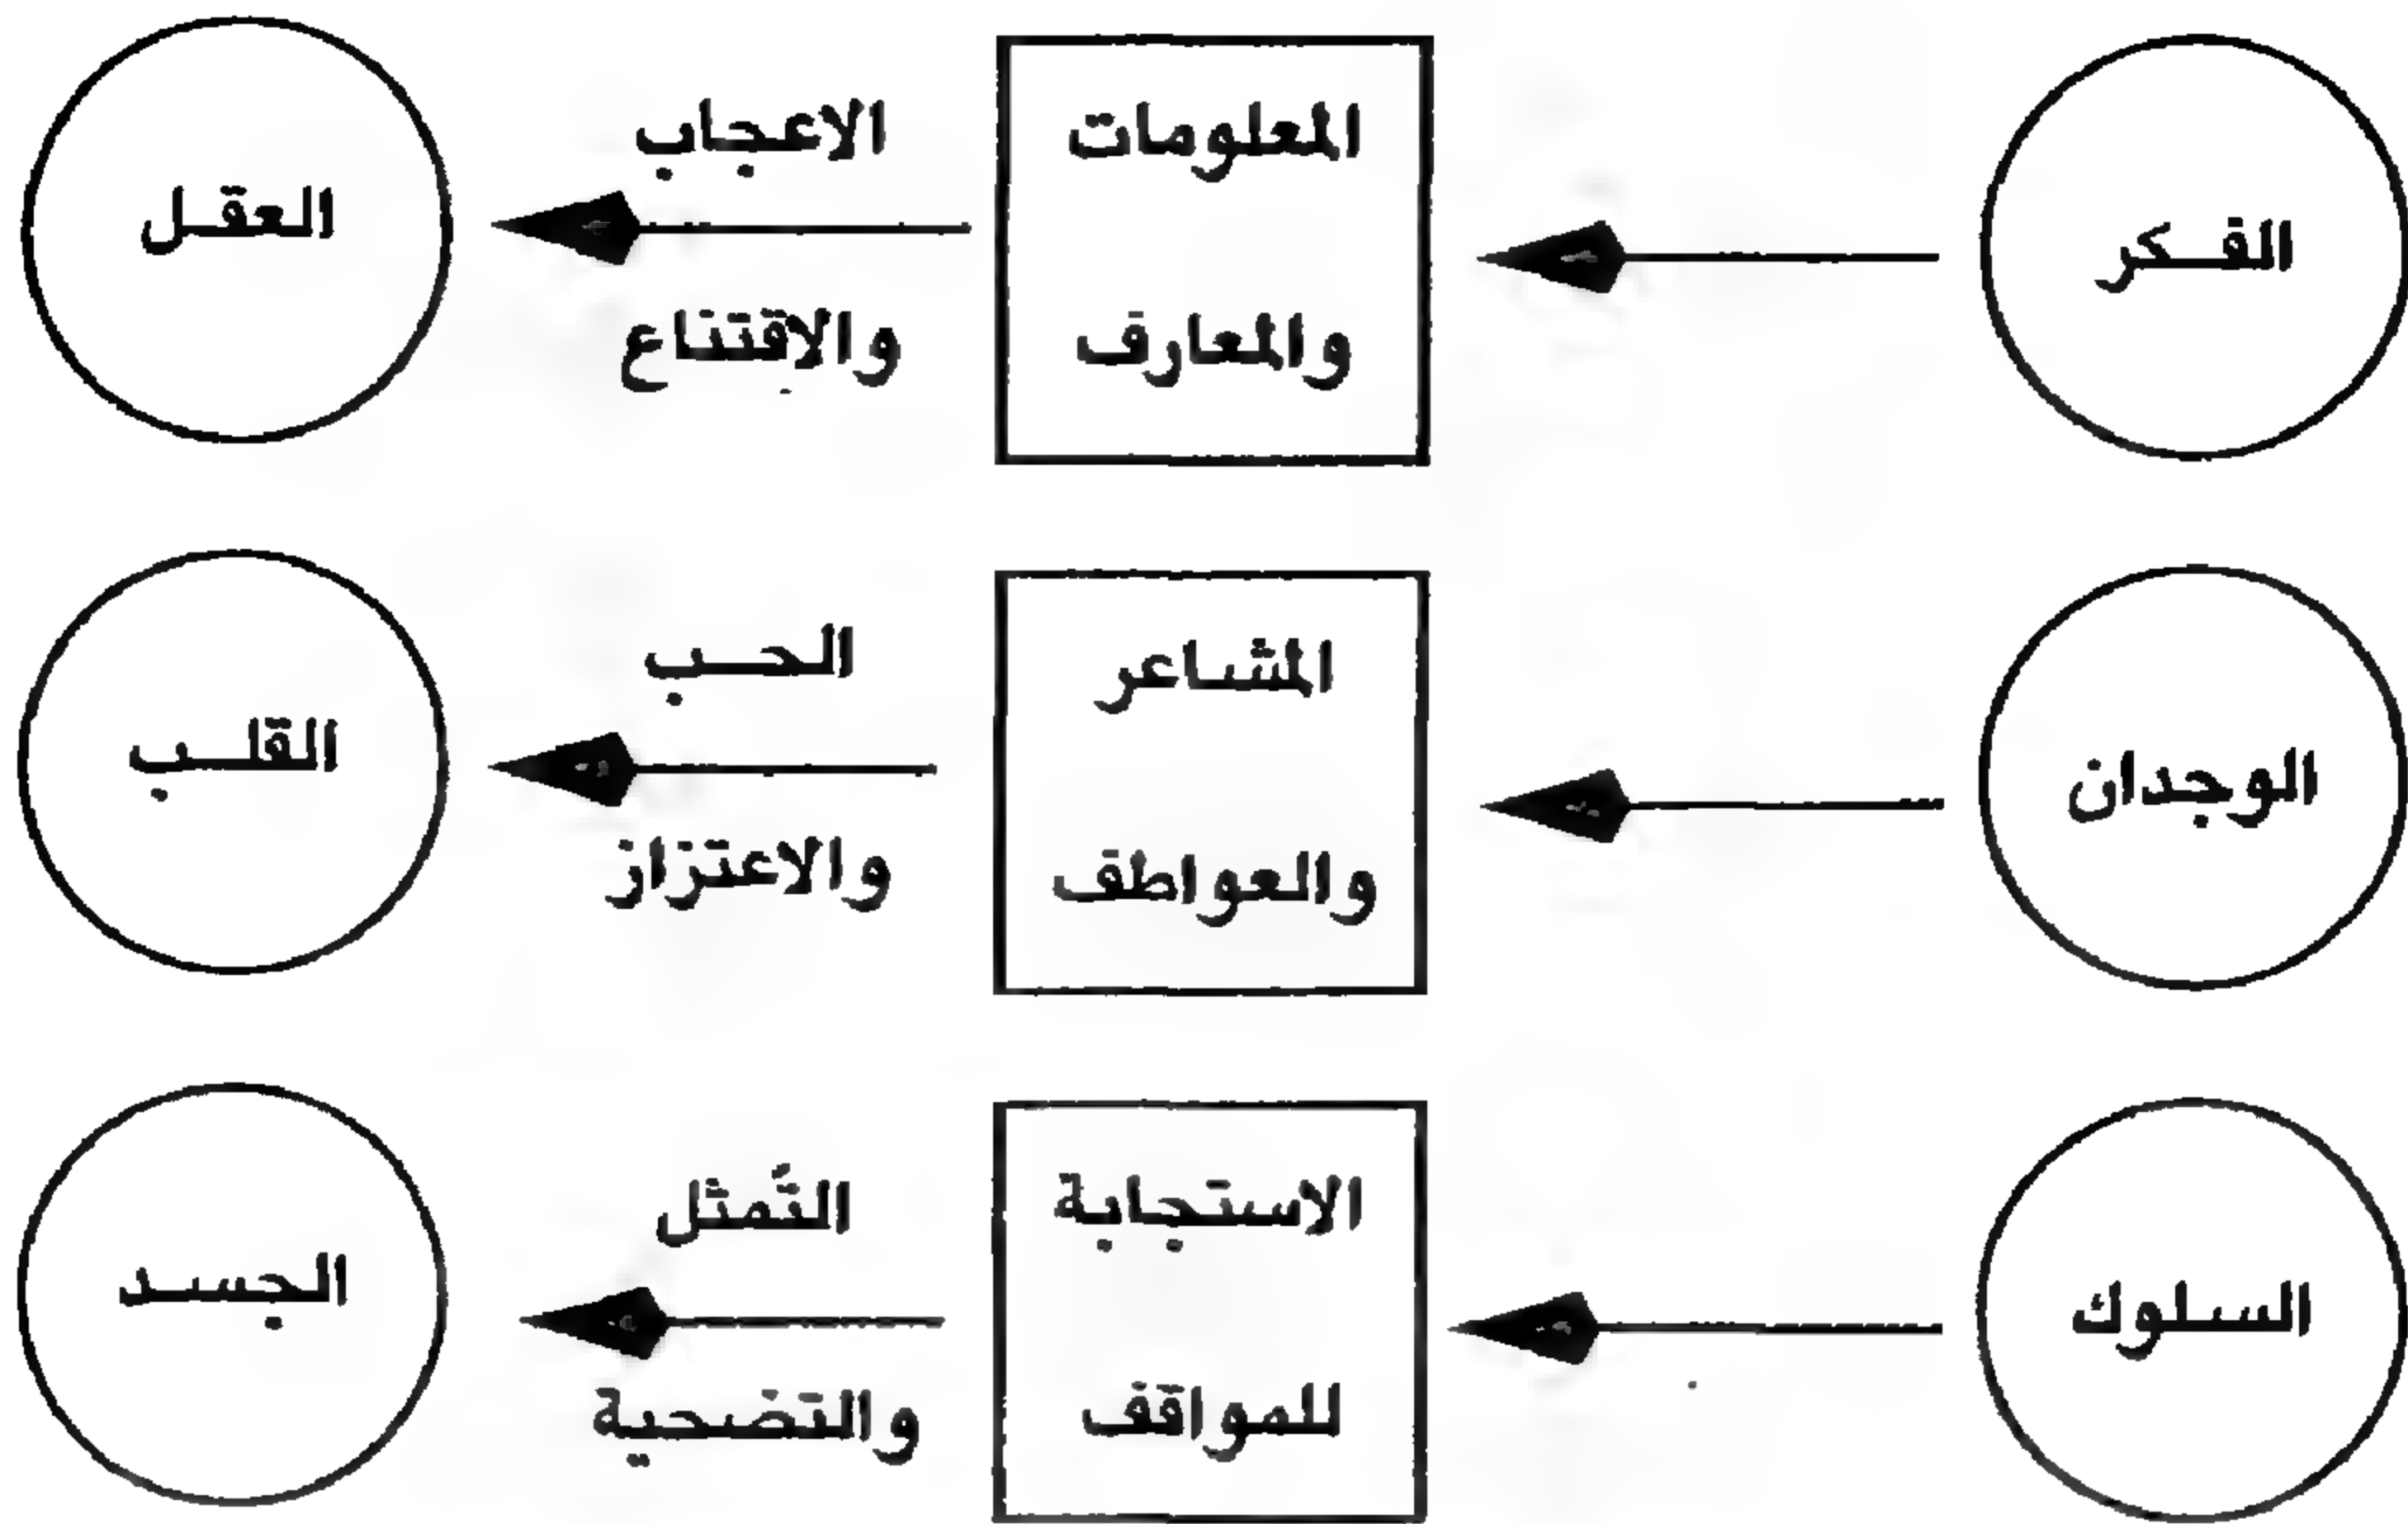 الفكر
المعلومات
والمعارف
الاعجاب
والاقتناع
العقل
الوجدان
المشاعر
والعواطف
الحب
والاعتزاز
القلب
السلوك
الاستجابة
للمواقف
التمثل
والتضحية
الجسد